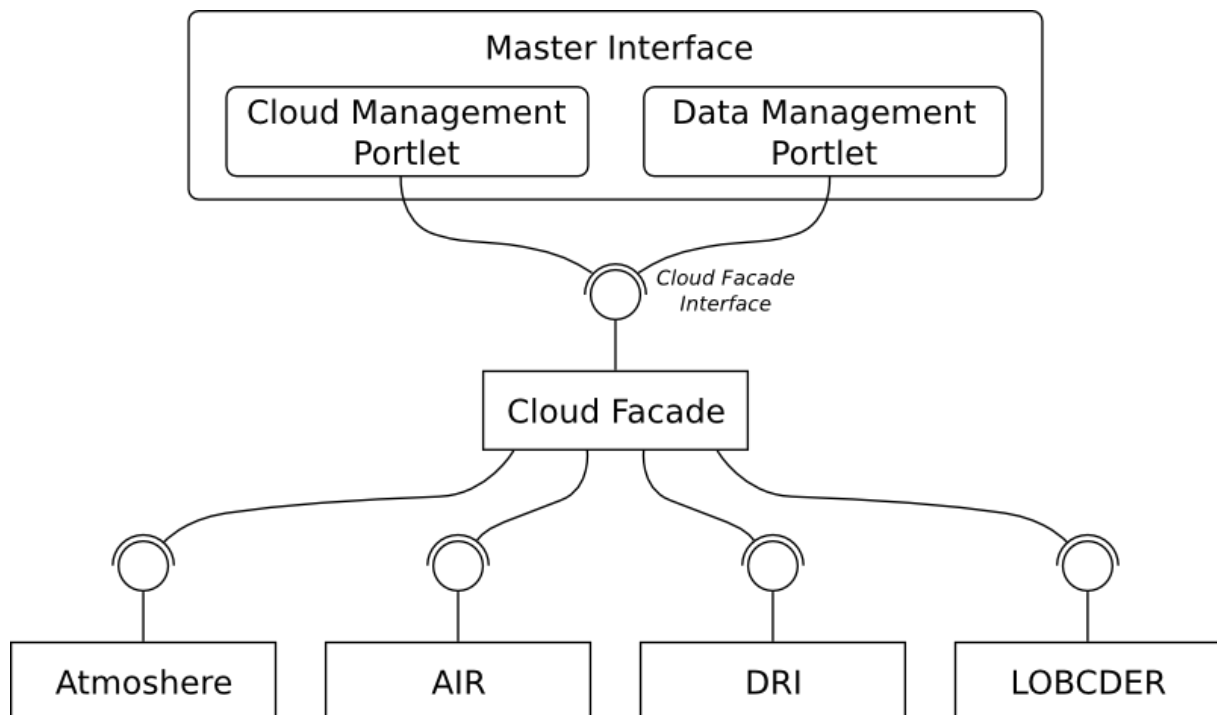 Master Interface
Cloud Management
Portlet
Data Management
Portlet
Cloud Facade
Interface
Cloud Facade
Atmoshere
AIR
DRI
LOBCDER